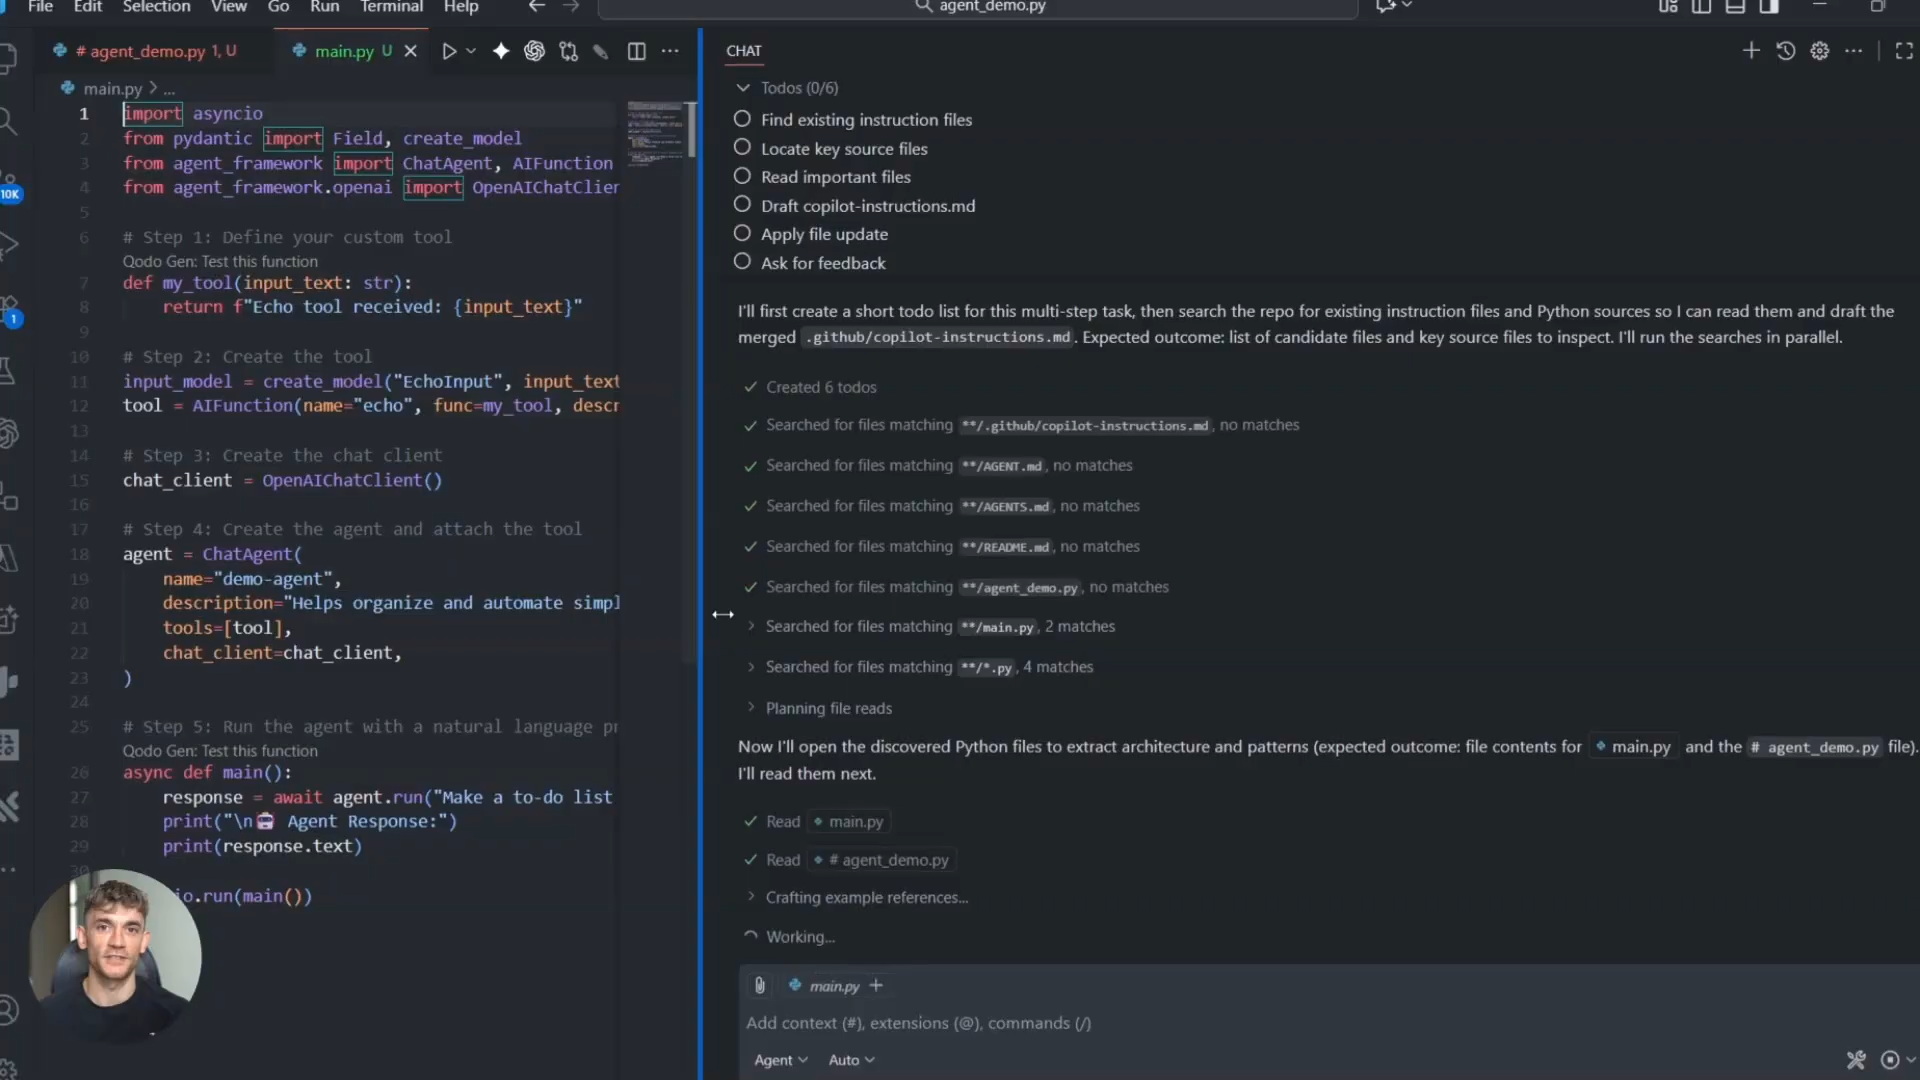 File Edit Selection View Go Run Terminal Help
agent_demo.py
# agent_demo.py 1, U
main.py U
main.py > ...
1 import asyncio
2 from pydantic import Field, create_model
3 from agent_framework import ChatAgent, AIFunction
4 from agent_framework.openai import OpenAIChatClien
5
6 # Step 1: Define your custom tool
Qodo Gen: Test this function
7 def my_tool(input_text: str):
8 return f"Echo tool received: {input_text}"
9
10 # Step 2: Create the tool
11 input_model = create_model("EchoInput", input_text
12 tool = AIFunction(name="echo", func=my_tool, descr
13
14 # Step 3: Create the chat client
15 chat_client = OpenAIChatClient()
16
17 # Step 4: Create the agent and attach the tool
18 agent = ChatAgent(
19 name="demo-agent",
20 description="Helps organize and automate simpl
21 tools=[tool],
22 chat_client=chat_client,
23 )
24
25 # Step 5: Run the agent with a natural language pr
Qodo Gen: Test this function
26 async def main():
27 response = await agent.run("Make a to-do list
28 print("\n🤖 Agent Response:")
29 print(response.text)
30
io.run(main())
10K
1
CHAT
Todos (0/6)
Find existing instruction files
Locate key source files
Read important files
Draft copilot-instructions.md
Apply file update
Ask for feedback
I'll first create a short todo list for this multi-step task, then search the repo for existing instruction files and Python sources so I can read them and draft the
merged .github/copilot-instructions.md. Expected outcome: list of candidate files and key source files to inspect. I'll run the searches in parallel.
Created 6 todos
Searched for files matching **/.github/copilot-instructions.md, no matches
Searched for files matching **/AGENT.md, no matches
Searched for files matching **/AGENTS.md, no matches
Searched for files matching **/README.md, no matches
Searched for files matching **/agent_demo.py, no matches
Searched for files matching **/main.py, 2 matches
Searched for files matching **/*.py, 4 matches
Planning file reads
Now I'll open the discovered Python files to extract architecture and patterns (expected outcome: file contents for main.py and the # agent_demo.py file).
I'll read them next.
Read main.py
Read # agent_demo.py
Crafting example references...
Working...
main.py +
Add context (#), extensions (@), commands (/)
Agent Auto